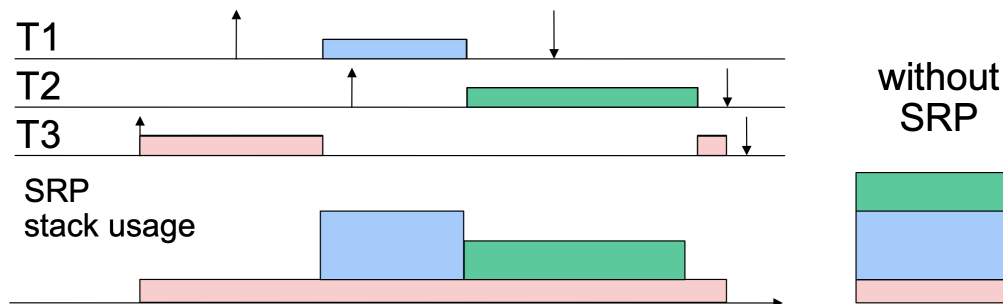 T1
T2
T3
without
SRP
SRP
stack usage